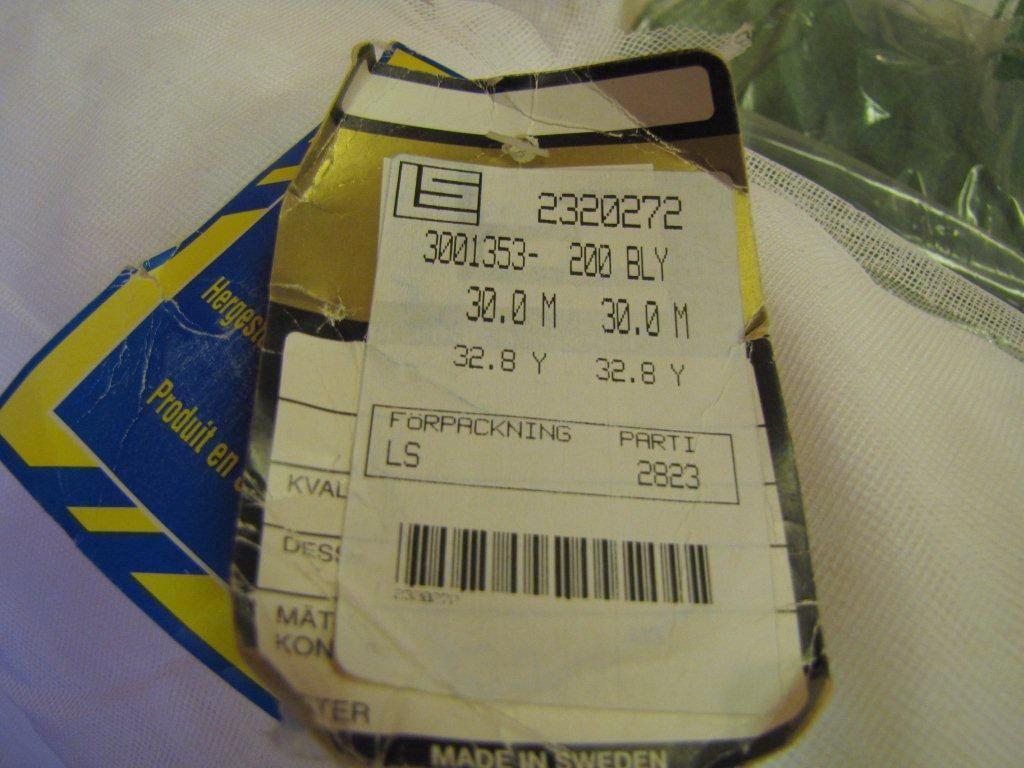 LS
2320272
3001353- 200 BLY
30.0 M 30.0 M
32.8 Y 32.8 Y
FÖRPACKNING PARTI
LS 2823
KVAL
DESS
MÄT
KON
TER
MADE IN SWEDEN
Produit en